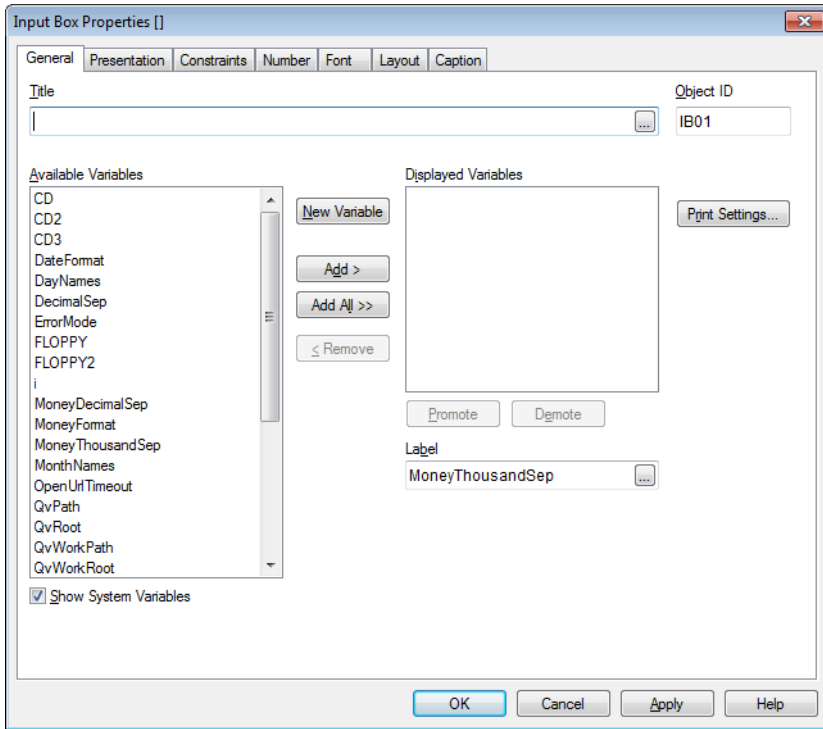 Input Box Properties []
General Presentation Constraints Number Font Layout Caption
Title
Object ID
...
IB01
Available Variables
Displayed Variables
CD
CD2
CD3
DateFormat
DayNames
DecimalSep
ErrorMode
FLOPPY
FLOPPY2
i
MoneyDecimalSep
MoneyFormat
MoneyThousandSep
MonthNames
OpenUrlTimeout
QvPath
QvRoot
QvWorkPath
QvWorkRoot
New Variable
Add >
Add All >>
< Remove
Print Settings...
Promote Demote
Label
MoneyThousandSep ...
Show System Variables
OK Cancel Apply Help